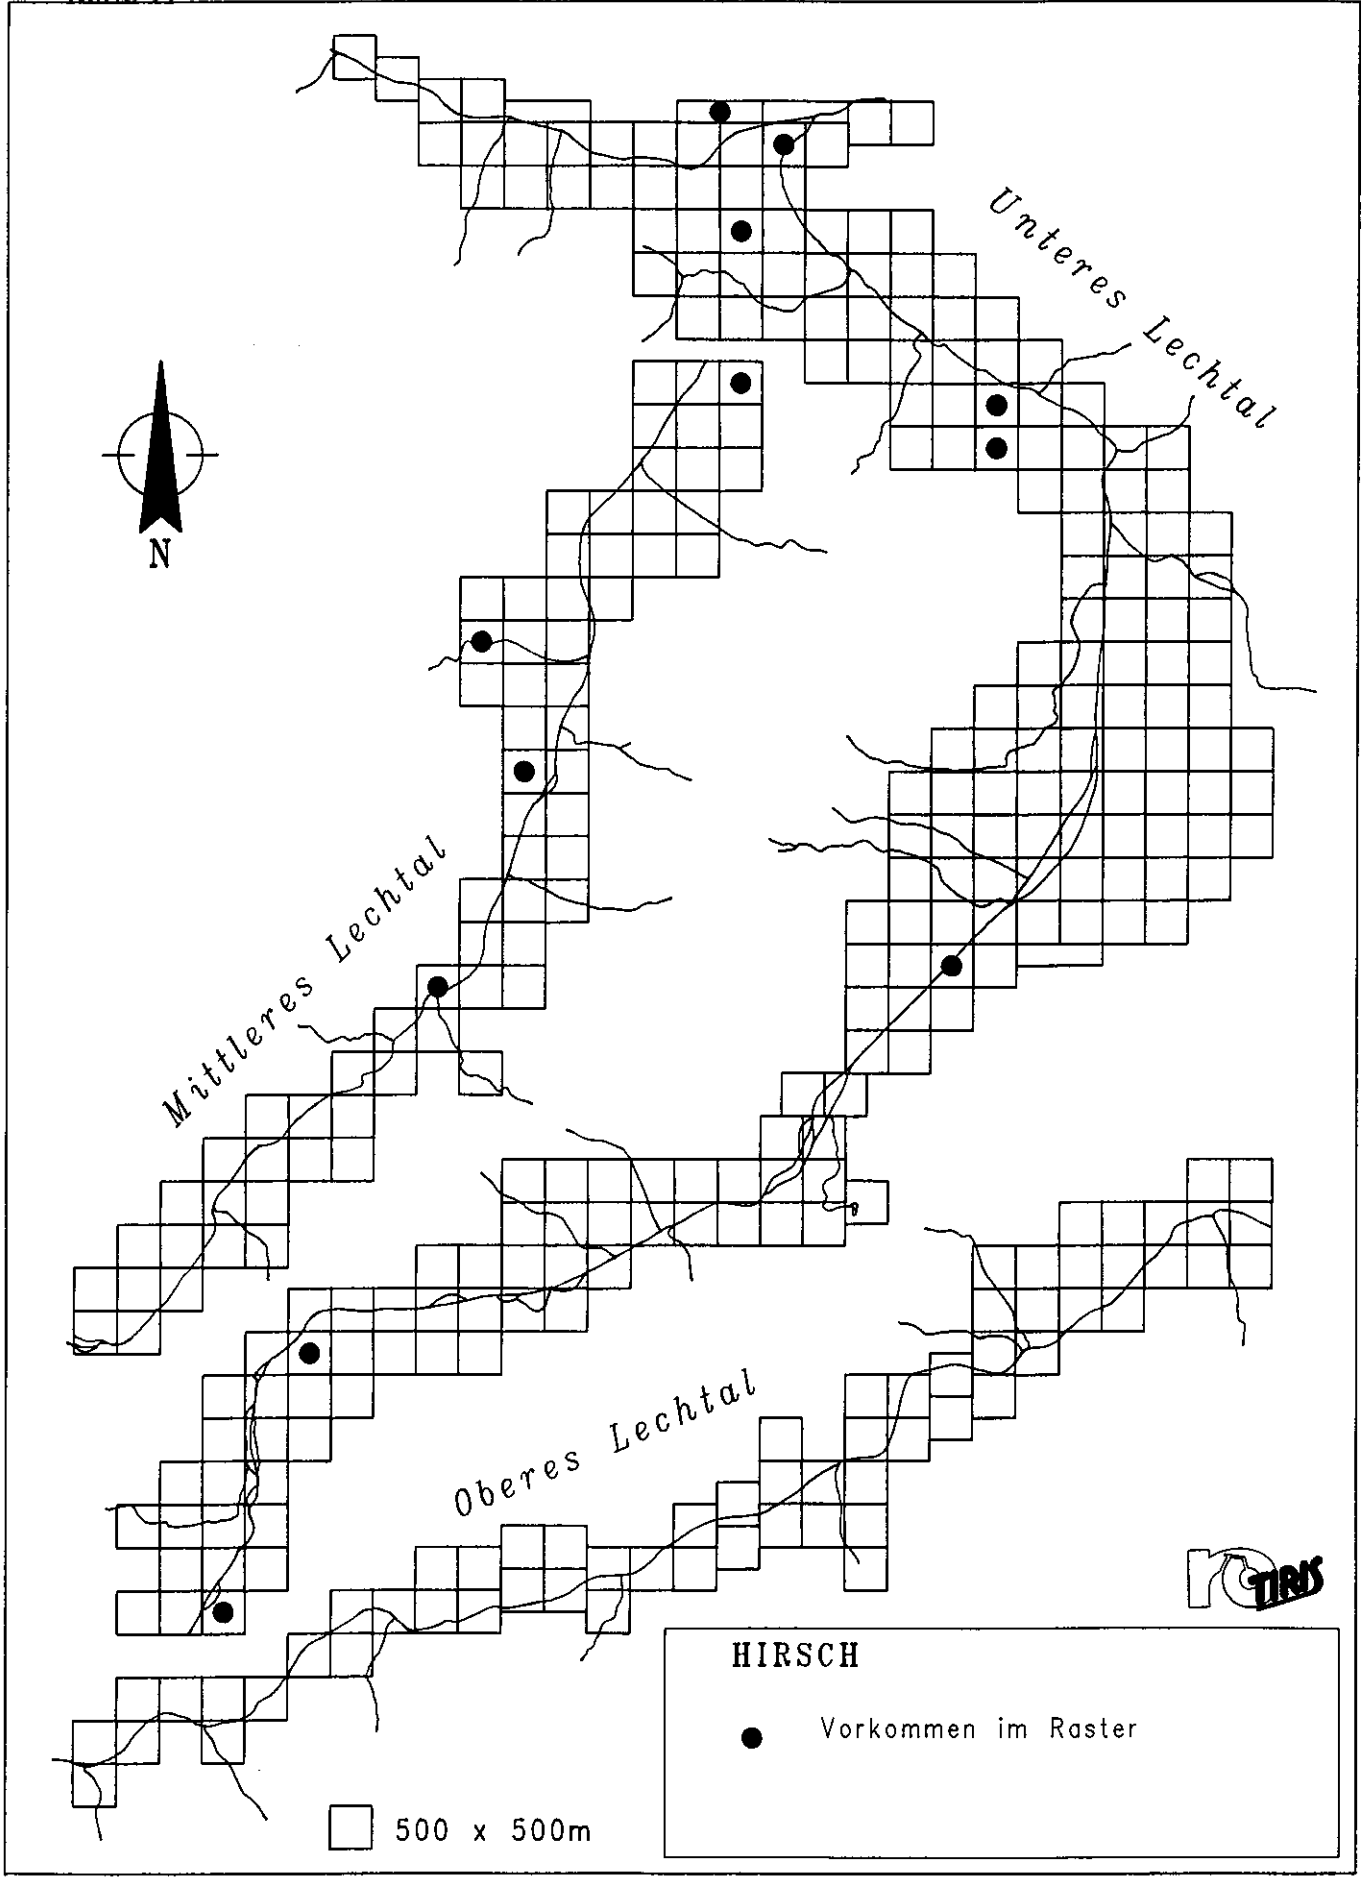 Unteres Lechtal
N
Mittleres Lechtal
Oberes Lechtal
TIRIS
HIRSCH
Vorkommen im Raster
500 x 500m